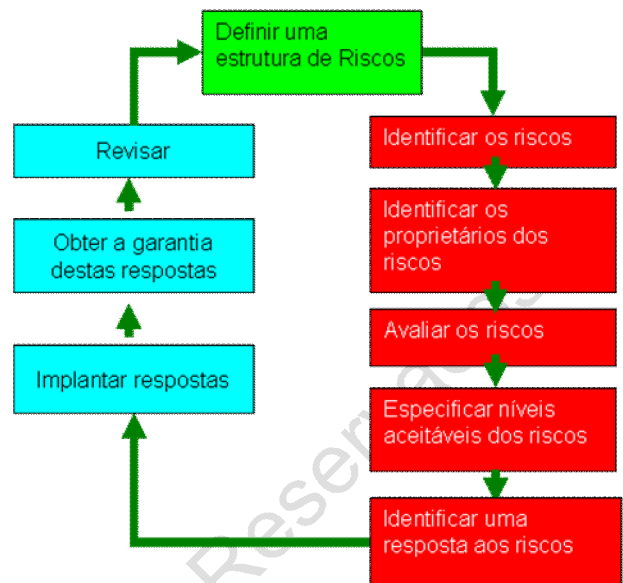 Definir uma
estrutura de Riscos
Identificar os riscos
Identificar os
proprietários dos
riscos
Avaliar os riscos
Especificar níveis
aceitáveis dos riscos
Identificar uma
resposta aos riscos
Implantar respostas
Obter a garantia
destas respostas
Revisar